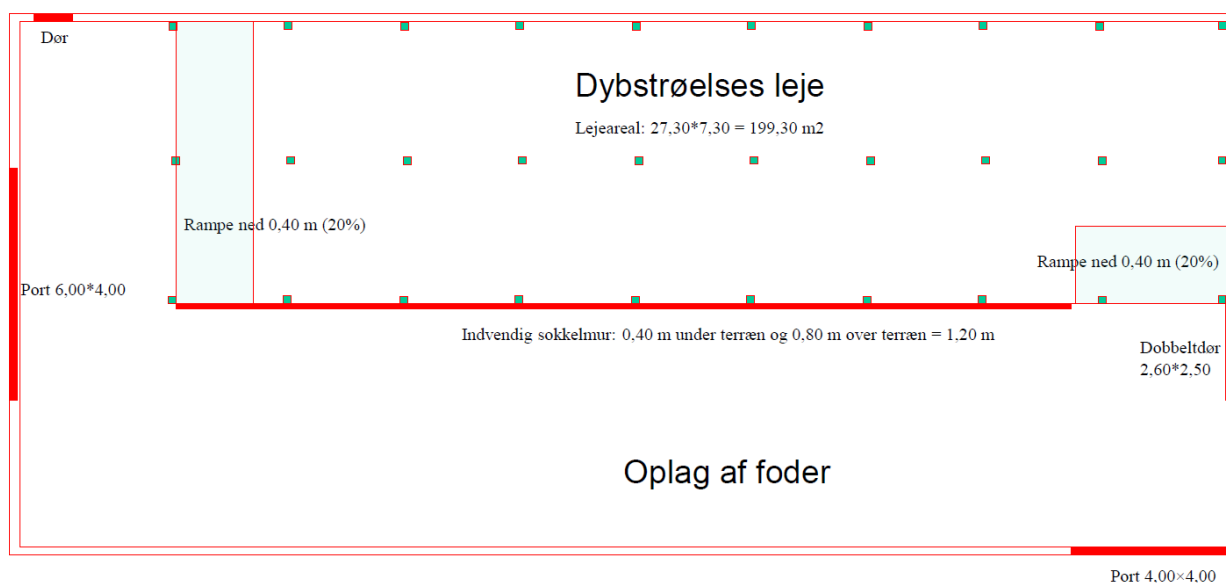 Dør
Dybstrøelses leje
Lejeareal: 27,30*7,30 = 199,30 m2
Rampe ned 0,40 m (20%)
Rampe ned 0,40 m (20%)
Port 6,00*4,00
Indvendig sokkelmur: 0,40 m under terræn og 0,80 m over terræn = 1,20 m
Dobbeltdør
2,60*2,50
Oplag af foder
Port 4,00×4,00